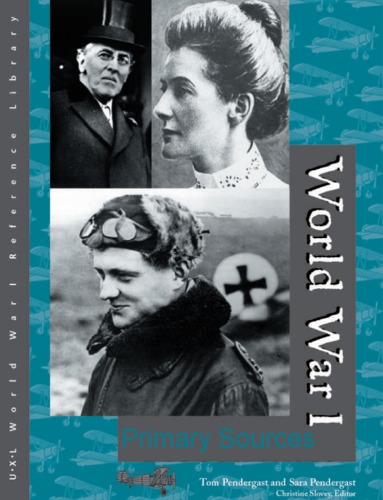 U·X·L World War I Reference Library
World War I
Primary Sources
Tom Pendergast and Sara Pendergast
Christine Slovey, Editor